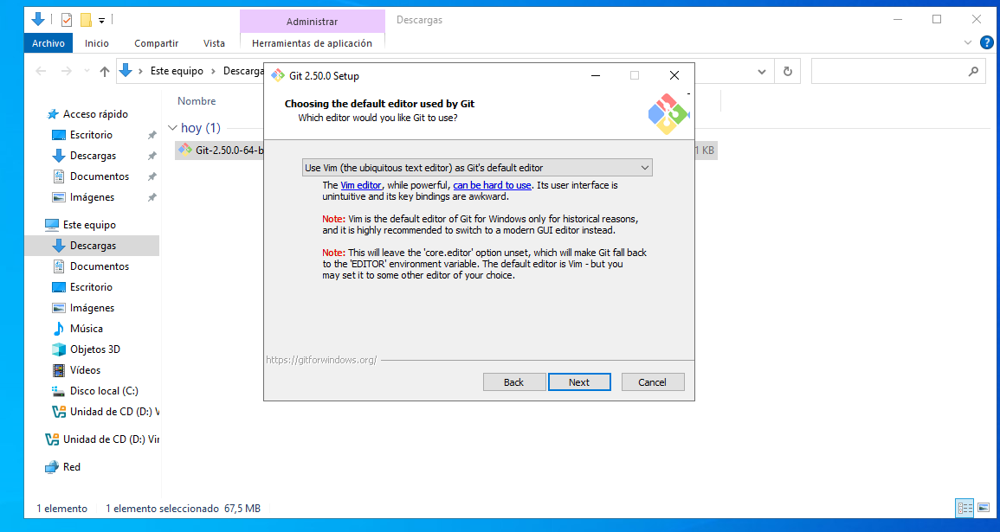 Administrar
Descargas
Archivo
Inicio
Compartir
Vista
Herramientas de aplicación
Este equipo
Descarga
Git 2.50.0 Setup
Choosing the default editor used by Git
Which editor would you like Git to use?
Use Vim (the ubiquitous text editor) as Git's default editor
The Vim editor, while powerful, can be hard to use. Its user interface is
unintuitive and its key bindings are awkward.
Note: Vim is the default editor of Git for Windows only for historical reasons,
and it is highly recommended to switch to a modern GUI editor instead.
Note: This will leave the 'core.editor' option unset, which will make Git fall back
to the 'EDITOR' environment variable. The default editor is Vim - but you
may set it to some other editor of your choice.
https://gitforwindows.org/
Back
Next
Cancel
Nombre
hoy (1)
Git-2.50.0-64-b
1 KB
Acceso rápido
Escritorio
Descargas
Documentos
Imágenes
Este equipo
Descargas
Documentos
Escritorio
Imágenes
Música
Objetos 3D
Vídeos
Disco local (C:)
Unidad de CD (D:) V
Unidad de CD (D:) Vir
Red
1 elemento
1 elemento seleccionado 67,5 MB